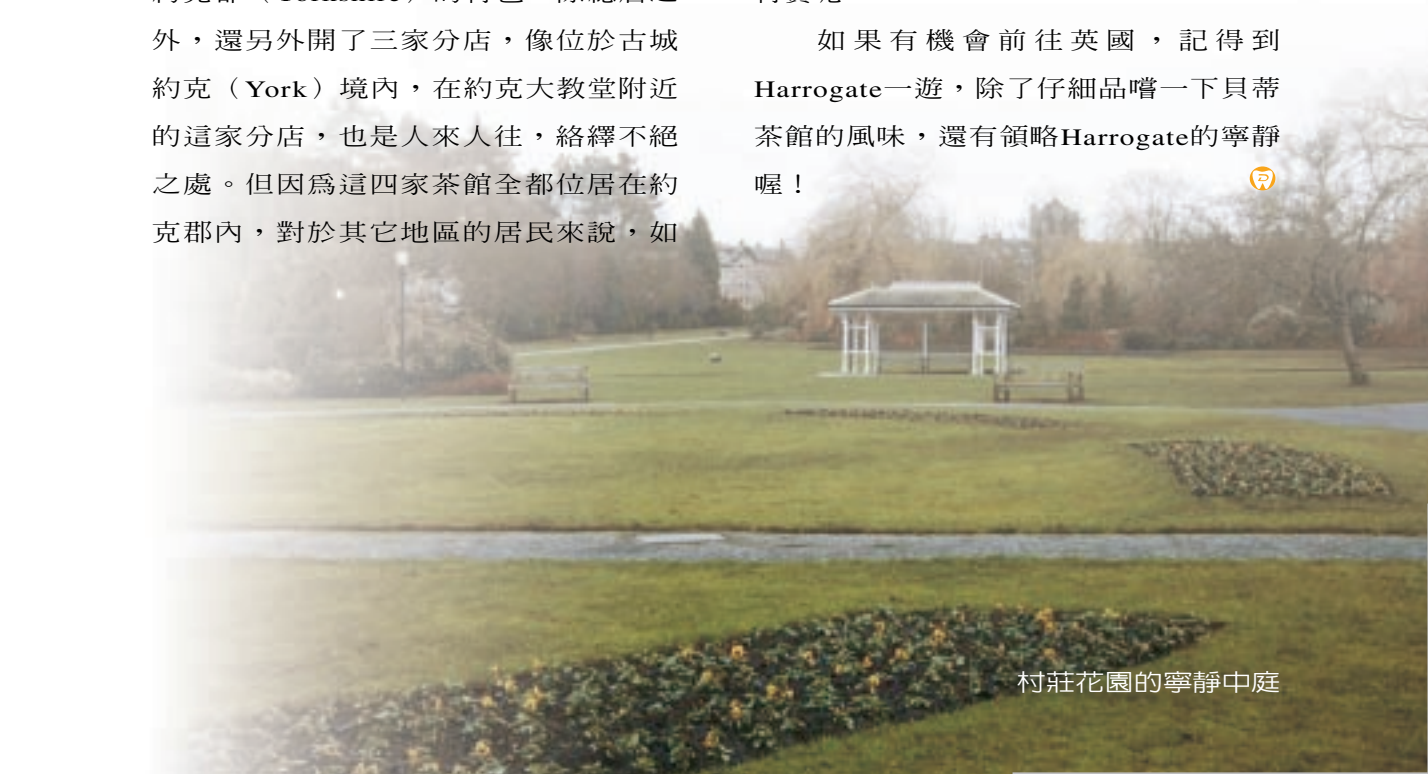 外，還另外開了三家分店，像位於古城
約克（York）境內，在約克大教堂附近
的這家分店，也是人來人往，絡繹不絕
之處。但因為這四家茶館全都位居在約
克郡內，對於其它地區的居民來說，如
如果有機會前往英國，記得到
Harrogate一遊，除了仔細品嚐一下貝蒂
茶館的風味，還有領略Harrogate的寧靜
喔！
村莊花園的寧靜中庭